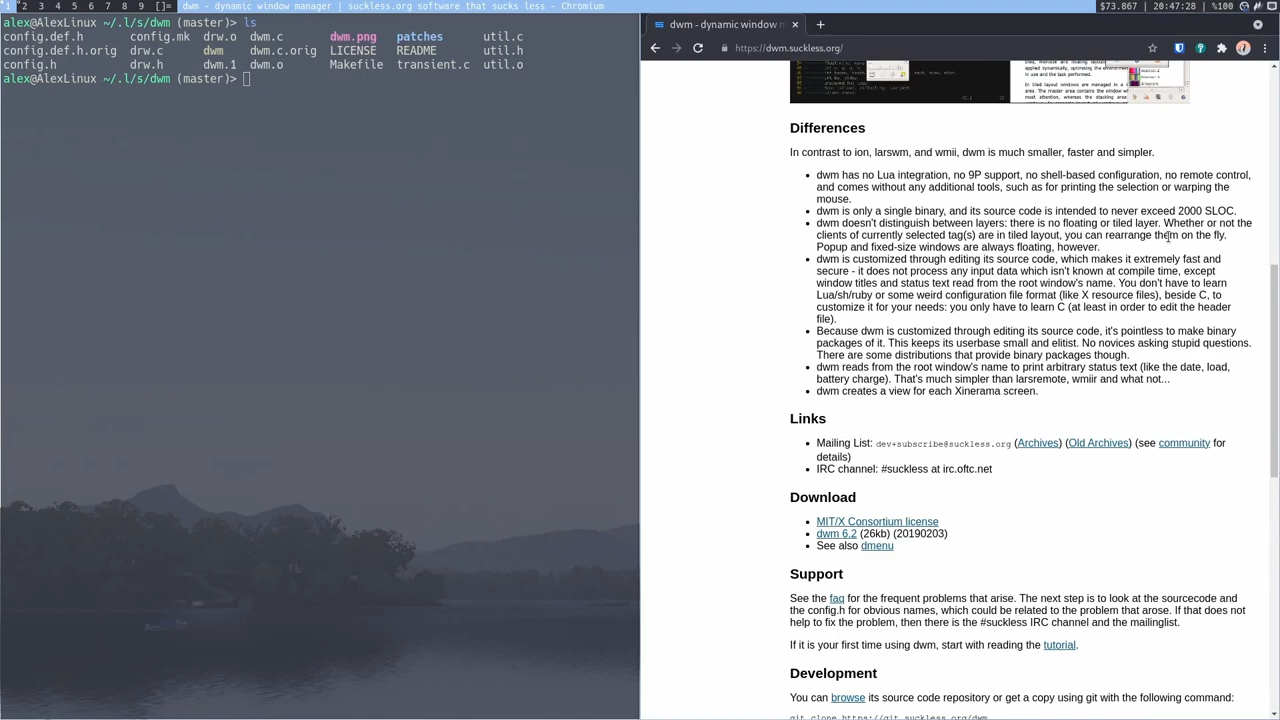 1 2 3 4 5 6 7 8 9 []= dwm - dynamic window manager | suckless.org software that sucks less - Chromium $73.867 20:47:28 %100
alex@AlexLinux ~/.l/s/dwm (master)> ls
config.def.h config.mk drw.o dwm.c dwm.png patches util.c
config.def.h.orig drw.c dwm dwm.c.orig LICENSE README util.h
config.h drw.h dwm.1 dwm.o Makefile transient.c util.o
alex@AlexLinux ~/.l/s/dwm (master)>
dwm - dynamic window m
https://dwm.suckless.org/
Differences
In contrast to ion, larswm, and wmii, dwm is much smaller, faster and simpler.
dwm has no Lua integration, no 9P support, no shell-based configuration, no remote control,
and comes without any additional tools, such as for printing the selection or warping the
mouse.
dwm is only a single binary, and its source code is intended to never exceed 2000 SLOC.
dwm doesn't distinguish between layers: there is no floating or tiled layer. Whether or not the
clients of currently selected tag(s) are in tiled layout, you can rearrange them on the fly.
Popup and fixed-size windows are always floating, however.
dwm is customized through editing its source code, which makes it extremely fast and
secure - it does not process any input data which isn't known at compile time, except
window titles and status text read from the root window's name. You don't have to learn
Lua/sh/ruby or some weird configuration file format (like X resource files), beside C, to
customize it for your needs: you only have to learn C (at least in order to edit the header
file).
Because dwm is customized through editing its source code, it's pointless to make binary
packages of it. This keeps its userbase small and elitist. No novices asking stupid questions.
There are some distributions that provide binary packages though.
dwm reads from the root window's name to print arbitrary status text (like the date, load,
battery charge). That's much simpler than larsremote, wmiir and what not...
dwm creates a view for each Xinerama screen.
Links
Mailing List: dev+subscribe@suckless.org (Archives) (Old Archives) (see community for
details)
IRC channel: #suckless at irc.oftc.net
Download
MIT/X Consortium license
dwm 6.2 (26kb) (20190203)
See also dmenu
Support
See the faq for the frequent problems that arise. The next step is to look at the sourcecode and
the config.h for obvious names, which could be related to the problem that arose. If that does
not help to fix the problem, then there is the #suckless IRC channel and the mailinglist.
If it is your first time using dwm, start with reading the tutorial.
Development
You can browse its source code repository or get a copy using git with the following command:
git clone https://git.suckless.org/dwm